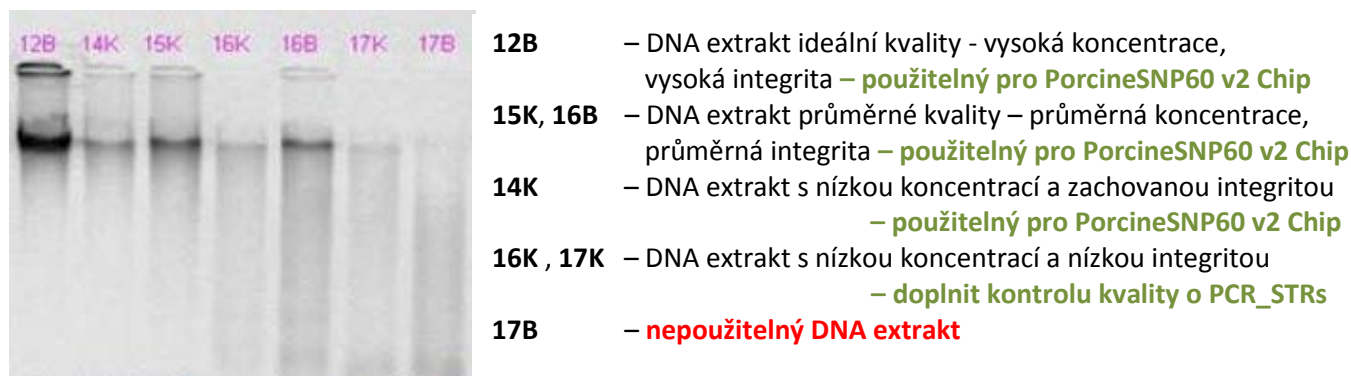 12B 14K 15K 16K 16B 17K 17B
12B – DNA extrakt ideální kvality - vysoká koncentrace,
vysoká integrita – použitelný pro PorcineSNP60 v2 Chip
15K, 16B – DNA extrakt průměrné kvality – průměrná koncentrace,
průměrná integrita – použitelný pro PorcineSNP60 v2 Chip
14K – DNA extrakt s nízkou koncentrací a zachovanou integritou
– použitelný pro PorcineSNP60 v2 Chip
16K , 17K – DNA extrakt s nízkou koncentrací a nízkou integritou
– doplnit kontrolu kvality o PCR_STRs
17B – nepoužitelný DNA extrakt